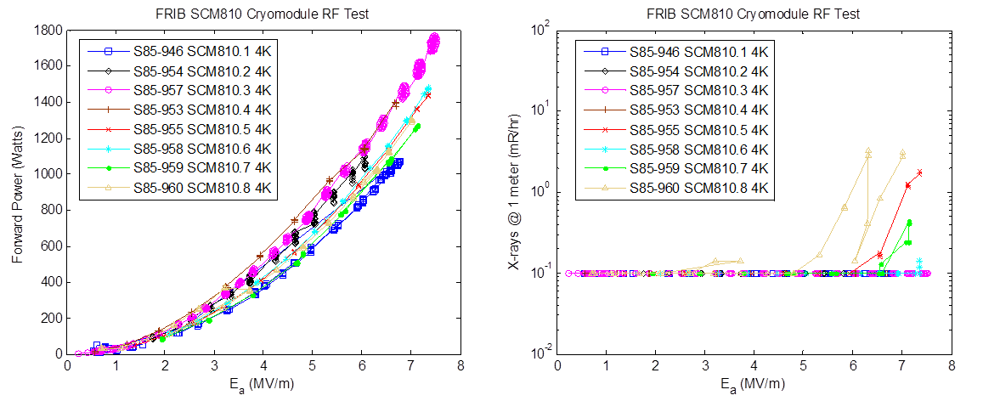 FRIB SCM810 Cryomodule RF Test
1800
1600
1400
1200
1000
800
600
400
200
0
Forward Power (Watts)
S85-946 SCM810.1 4K
S85-954 SCM810.2 4K
S85-957 SCM810.3 4K
S85-953 SCM810.4 4K
S85-955 SCM810.5 4K
S85-958 SCM810.6 4K
S85-959 SCM810.7 4K
S85-960 SCM810.8 4K
0 1 2 3 4 5 6 7 8
Ea (MV/m)
FRIB SCM810 Cryomodule RF Test
10^2
10^1
10^0
10^-1
10^-2
X-rays @ 1 meter (mR/hr)
S85-946 SCM810.1 4K
S85-954 SCM810.2 4K
S85-957 SCM810.3 4K
S85-953 SCM810.4 4K
S85-955 SCM810.5 4K
S85-958 SCM810.6 4K
S85-959 SCM810.7 4K
S85-960 SCM810.8 4K
0 1 2 3 4 5 6 7 8
Ea (MV/m)